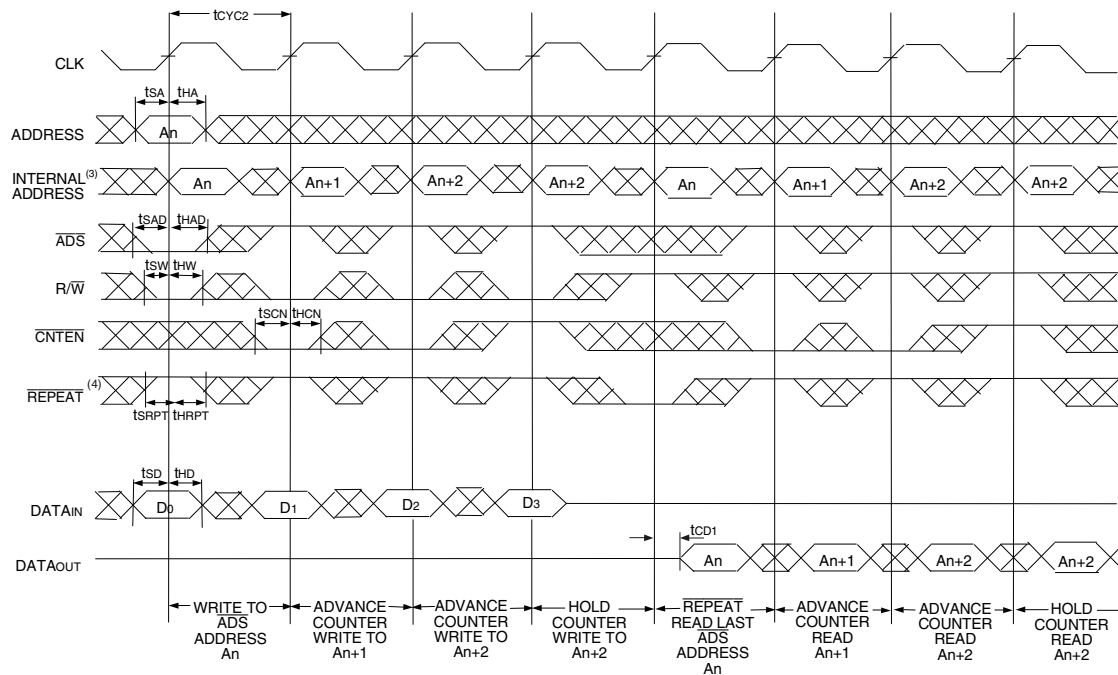 tCYC2
CLK
tSA tHA
ADDRESS An
INTERNAL(3) ADDRESS An An+1 An+2 An+2 An An+1 An+2 An+2
tSAD tHAD
ADS
tSW tHW
R/W
tSCN tHCN
CNTEN
REPEAT(4)
tSRPT tHRPT
tSD tHD
DATAIN D0 D1 D2 D3
tCD1
DATAOUT An An+1 An+2 An+2
WRITE TO
ADS
ADDRESS
An
ADVANCE
COUNTER
WRITE TO
An+1
ADVANCE
COUNTER
WRITE TO
An+2
HOLD
COUNTER
WRITE TO
An+2
REPEAT
READ LAST
ADS
ADDRESS
An
ADVANCE
COUNTER
READ
An+1
ADVANCE
COUNTER
READ
An+2
HOLD
COUNTER
READ
An+2